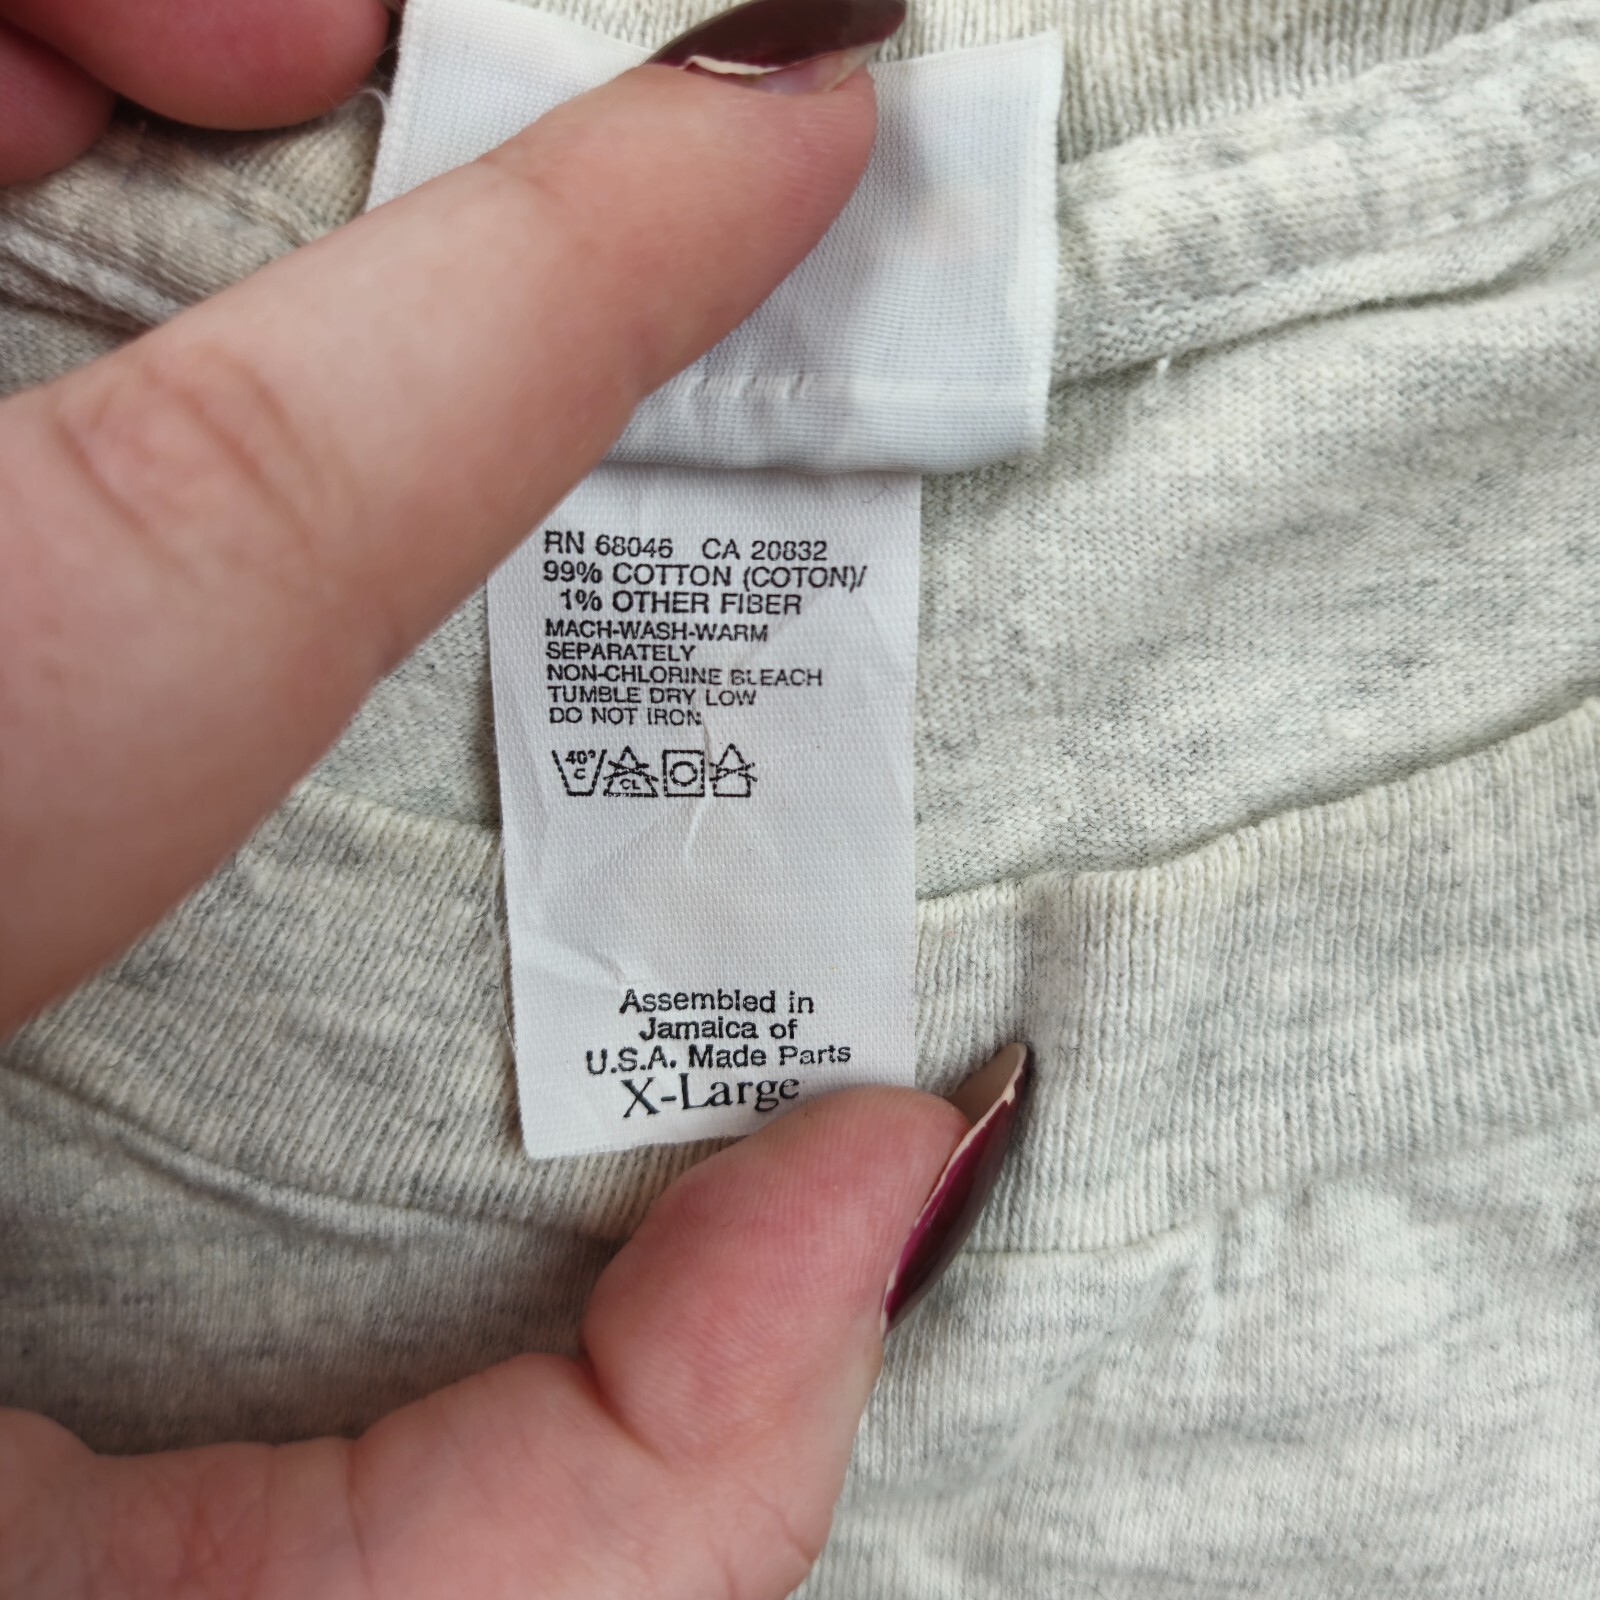 RN 68046 CA 20832
99% COTTON (COTON)/
1% OTHER FIBER
MACH-WASH-WARM
SEPARATELY
NON-CHLORINE BLEACH
TUMBLE DRY LOW
DO NOT IRON
40°
C
CL
Assembled in
Jamaica of
U.S.A. Made Parts
X-Large